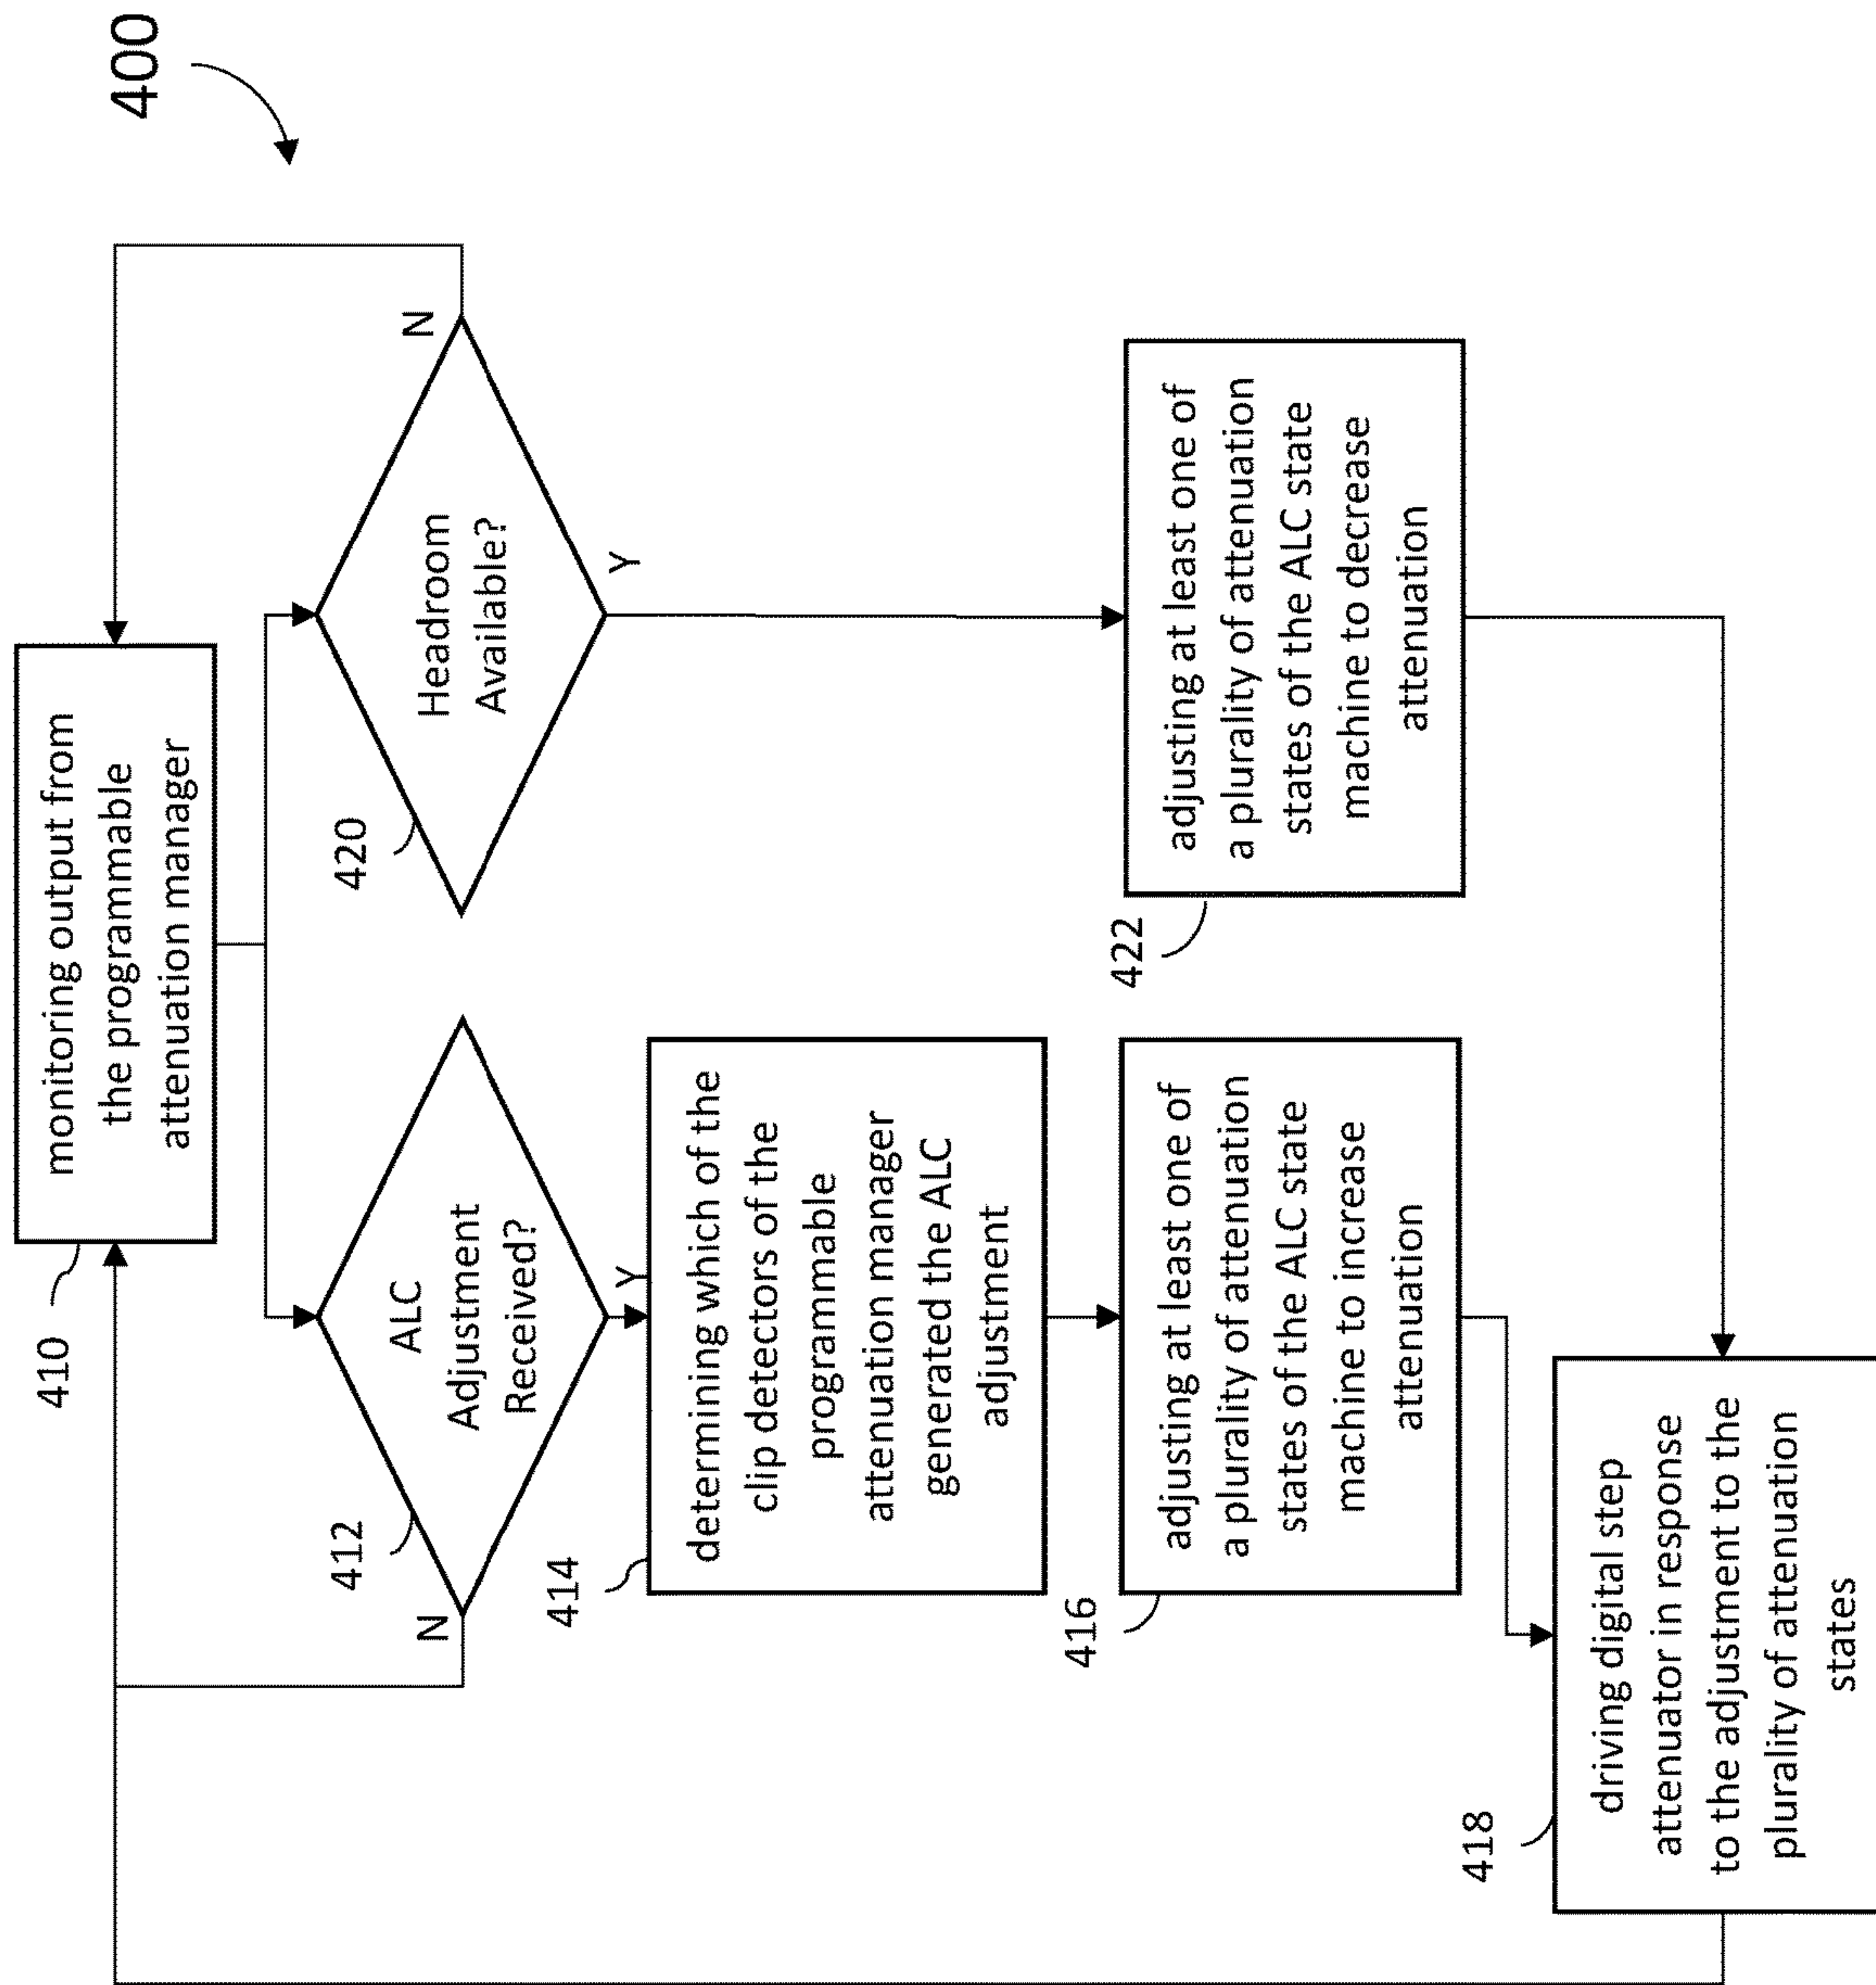 400
410
monitoring output from
the programmable
attenuation manager
412
ALC
Adjustment
Received?
N
Y
420
Headroom
Available?
N
Y
414
determining which of the
clip detectors of the
programmable
attenuation manager
generated the ALC
adjustment
416
adjusting at least one of
a plurality of attenuation
states of the ALC state
machine to increase
attenuation
422
adjusting at least one of
a plurality of attenuation
states of the ALC state
machine to decrease
attenuation
418
driving digital step
attenuator in response
to the adjustment to the
plurality of attenuation
states